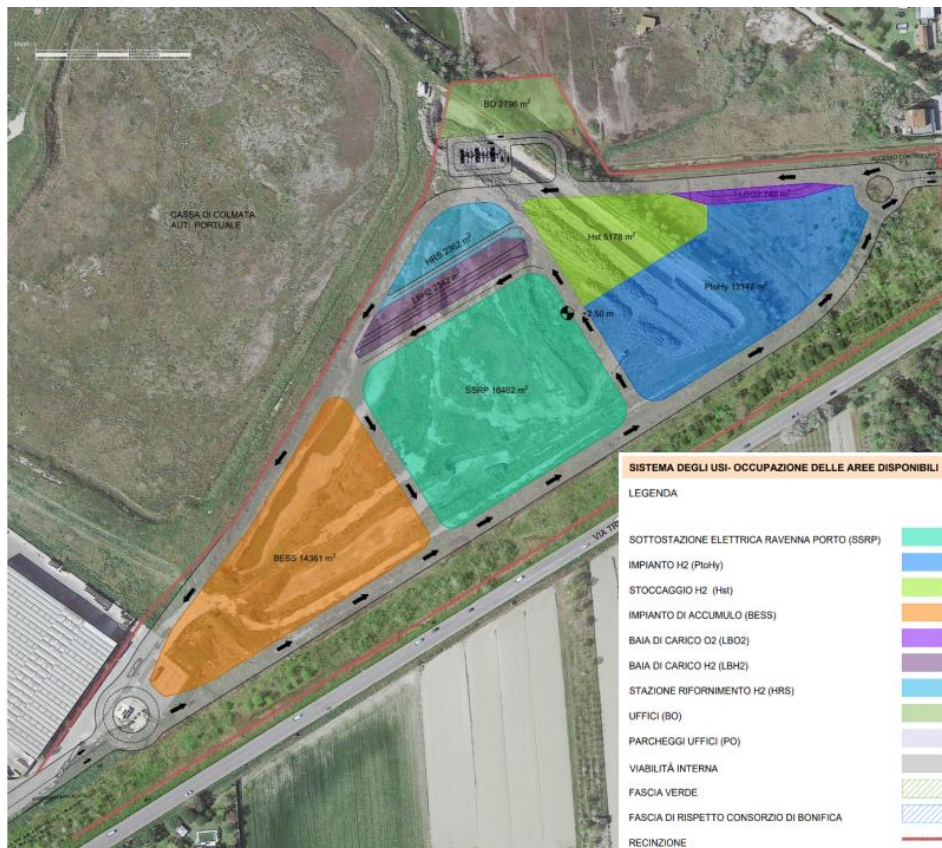 BO 2796 m²
CASSA DI COLMATA
AUT. PORTUALE
HRS 2362 m²
Hst 5178 m²
PtoHy 13148 m²
+2.50 m
SSRP 16462 m²
BESS 14361 m²
SISTEMA DEGLI USI- OCCUPAZIONE DELLE AREE DISPONIBILI
LEGENDA
SOTTOSTAZIONE ELETTRICA RAVENNA PORTO (SSRP)
IMPIANTO H2 (PtoHy)
STOCCAGGIO H2 (Hst)
IMPIANTO DI ACCUMULO (BESS)
BAIA DI CARICO O2 (LBO2)
BAIA DI CARICO H2 (LBH2)
STAZIONE RIFORNIMENTO H2 (HRS)
UFFICI (BO)
PARCHEGGI UFFICI (PO)
VIABILITÀ INTERNA
FASCIA VERDE
FASCIA DI RISPETTO CONSORZIO DI BONIFICA
RECINZIONE